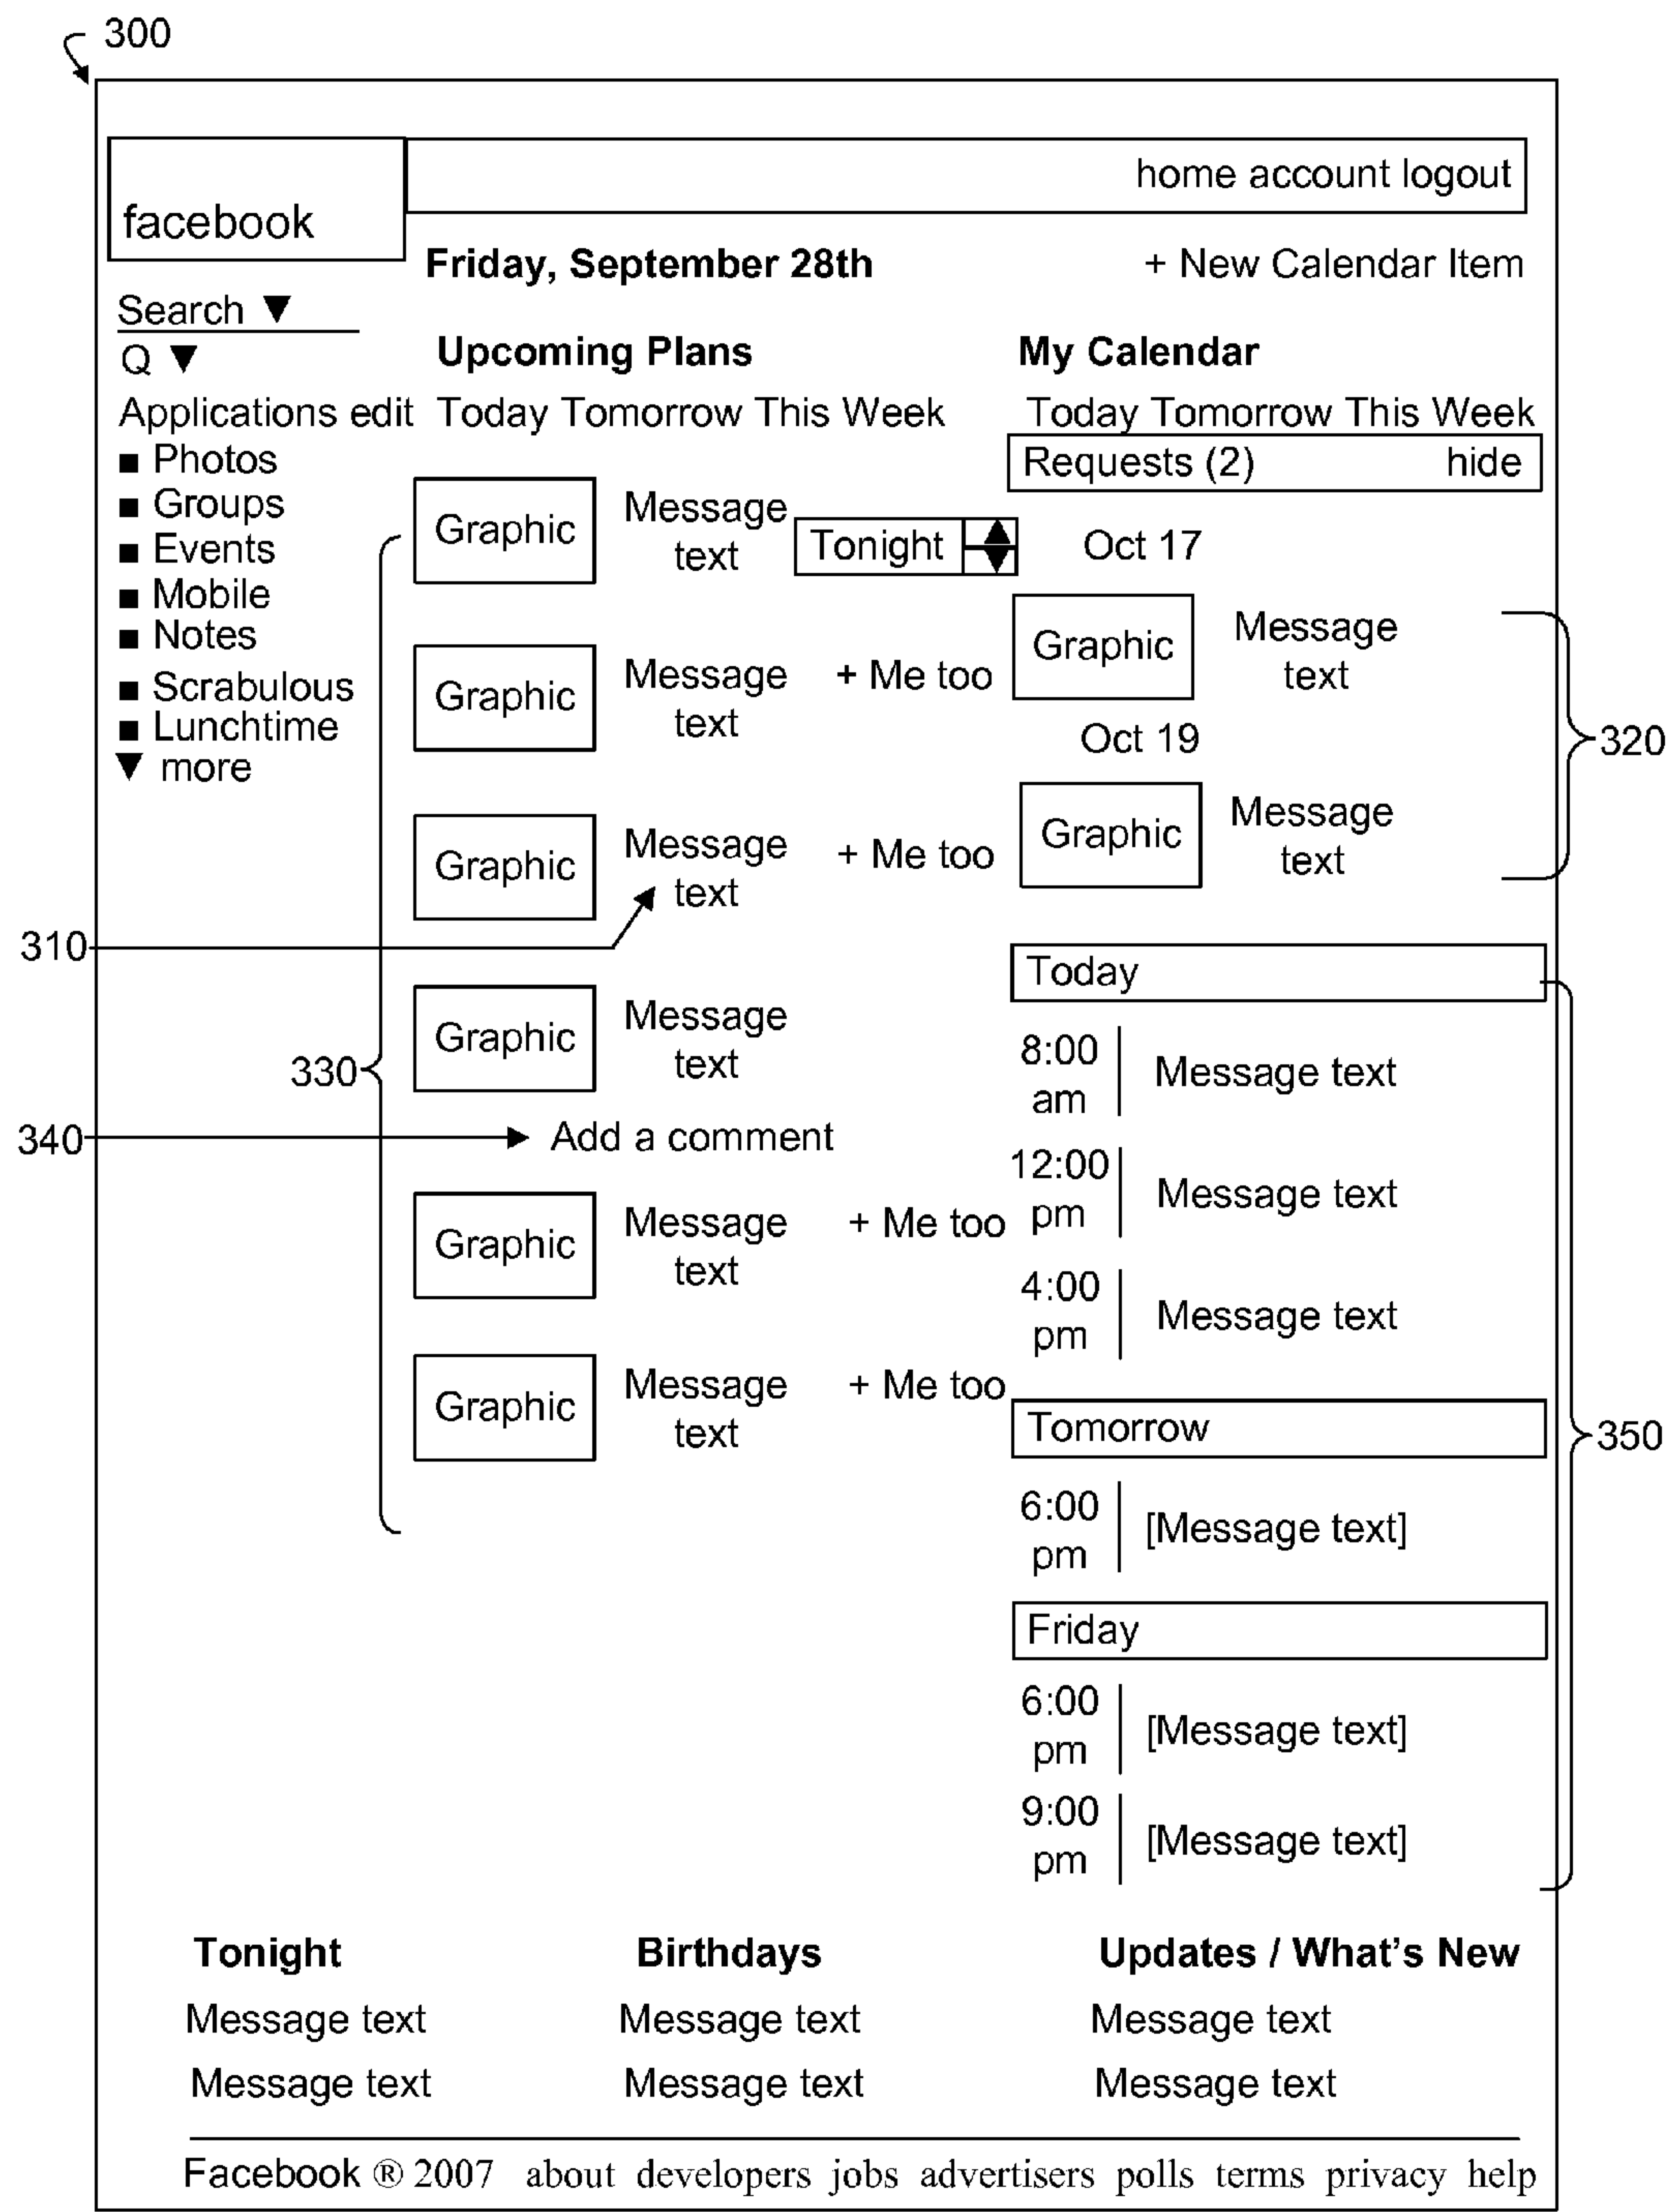 300
home account logout
facebook
Friday, September 28th
+ New Calendar Item
Search ▼
Q ▼
Applications edit
■ Photos
■ Groups
■ Events
■ Mobile
■ Notes
■ Scrabulous
■ Lunchtime
▼ more
Upcoming Plans
Today Tomorrow This Week
Graphic
Message
text
Tonight
Graphic
Message
text
+ Me too
Graphic
Message
text
+ Me too
310
Graphic
Message
text
330
340
Add a comment
Graphic
Message
text
+ Me too
Graphic
Message
text
+ Me too
My Calendar
Today Tomorrow This Week
Requests (2) hide
Oct 17
Graphic
Message
text
Oct 19
Graphic
Message
text
320
Today
8:00
am
Message text
12:00
pm
Message text
4:00
pm
Message text
Tomorrow
6:00
pm
[Message text]
Friday
6:00
pm
[Message text]
9:00
pm
[Message text]
350
Tonight
Message text
Message text
Birthdays
Message text
Message text
Updates / What's New
Message text
Message text
Facebook ® 2007 about developers jobs advertisers polls terms privacy help